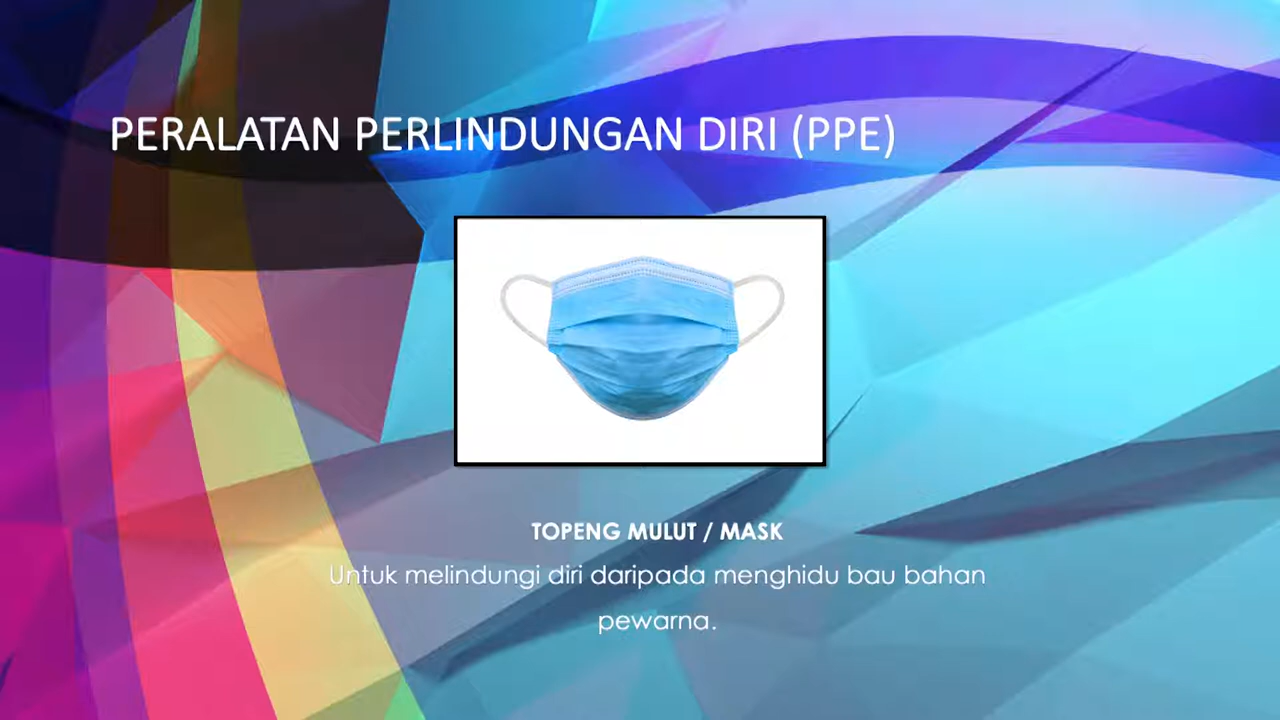 PERALATAN PERLINDUNGAN DIRI (PPE)
TOPENG MULUT / MASK
Untuk melindungi diri daripada menghidu bau bahan
pewarna.